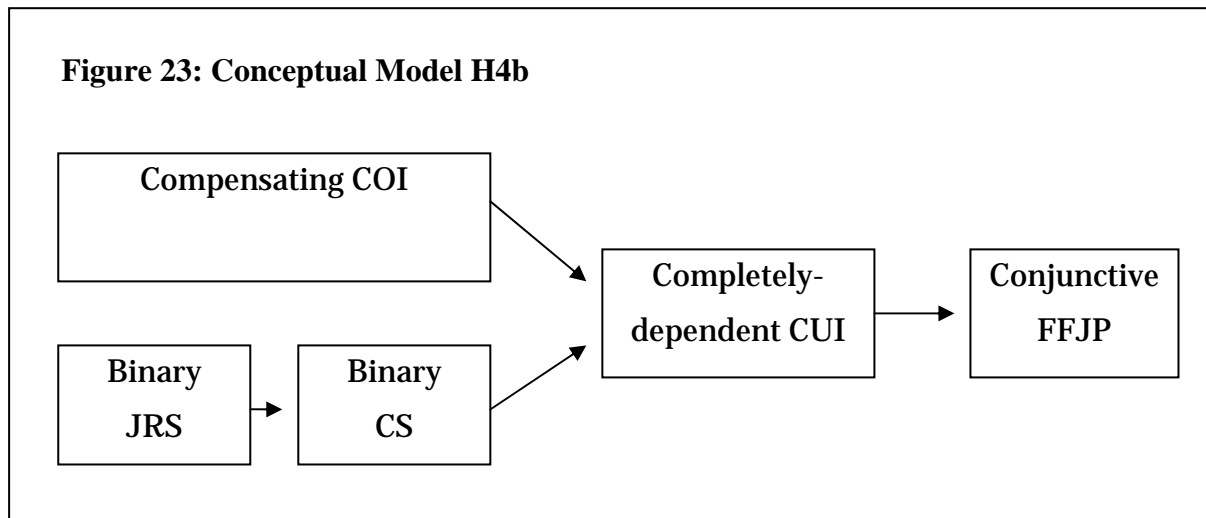 Figure 23: Conceptual Model H4b
Compensating COI
Completely-
dependent CUI
Conjunctive
FFJP
Binary
JRS
Binary
CS